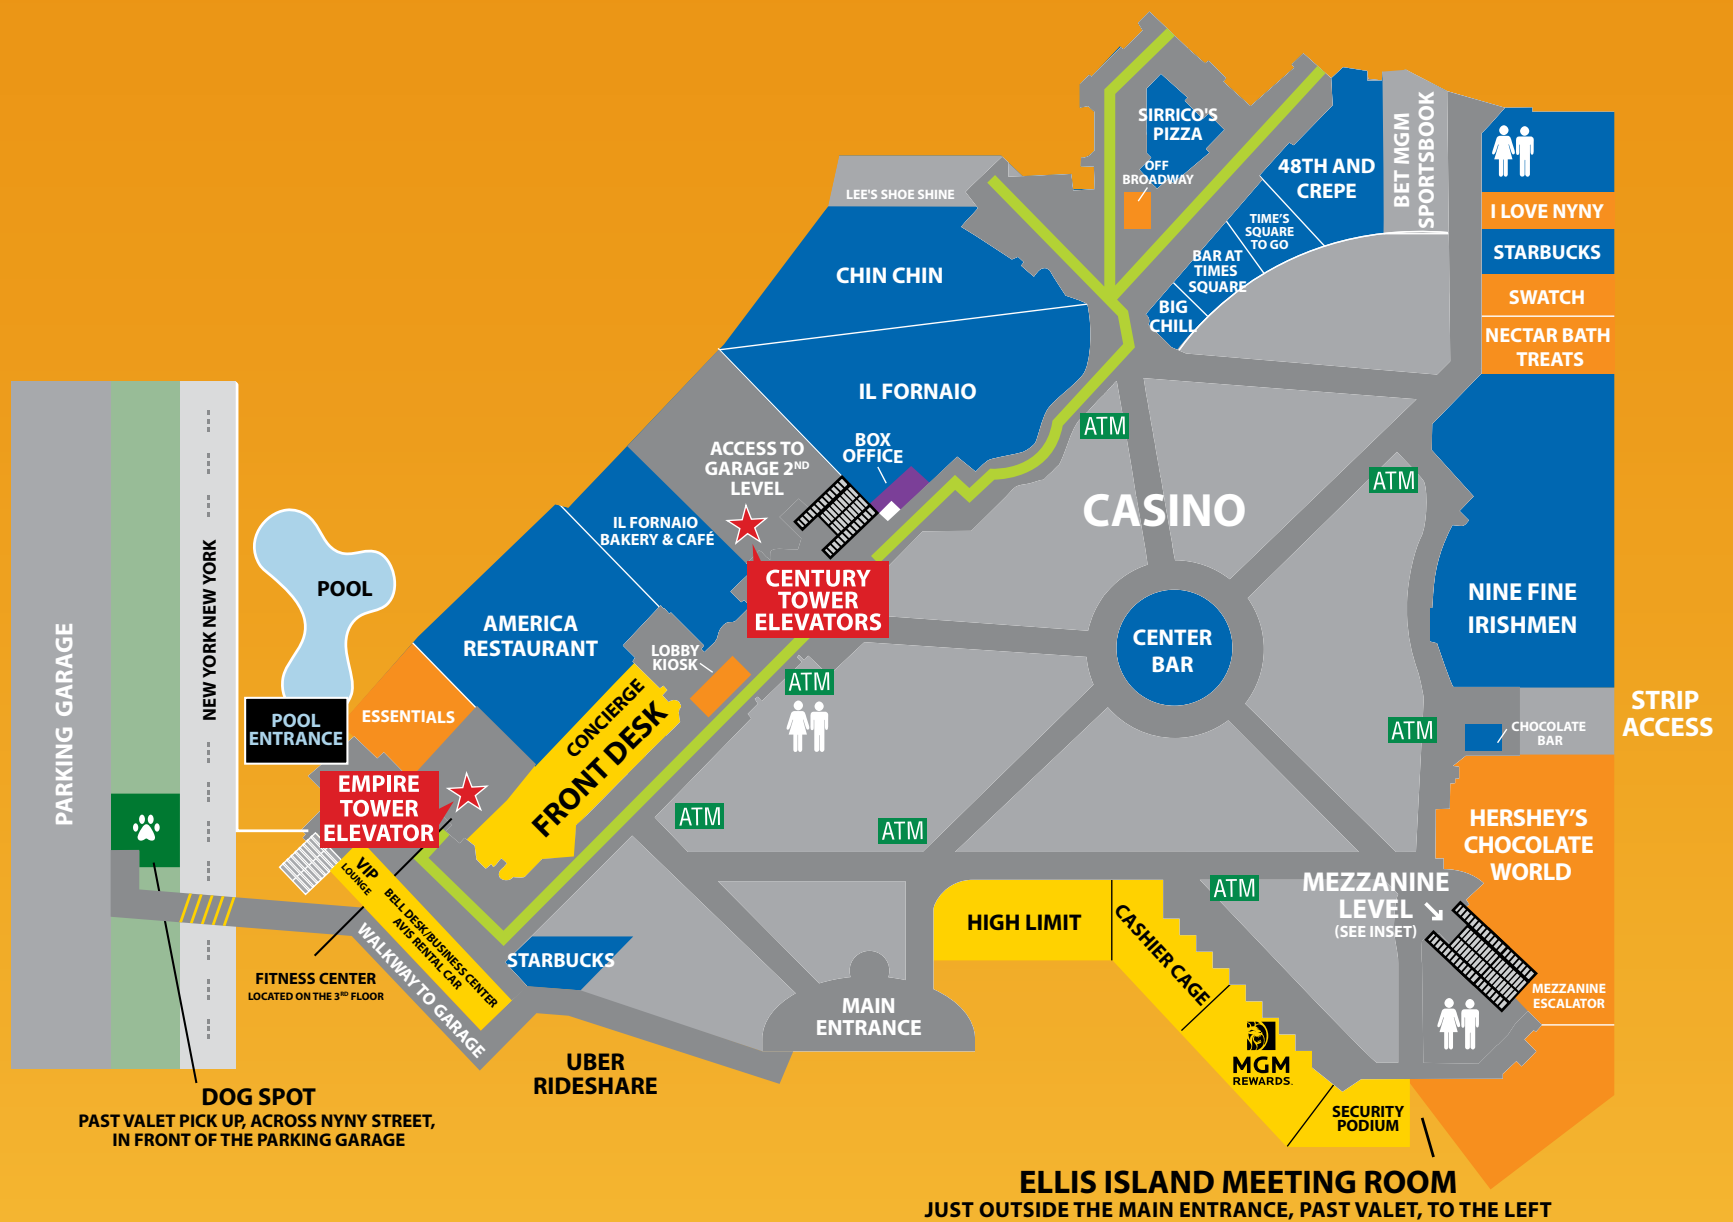 SIRRICO'S
PIZZA
OFF
BROADWAY
48TH AND
CREPE
BET MGM
SPORTSBOOK
I LOVE NYNY
STARBUCKS
SWATCH
NECTAR BATH
TREATS
TIME'S
SQUARE
TO GO
BAR AT
TIMES
SQUARE
BIG
CHILL
LEE'S SHOE SHINE
CHIN CHIN
IL FORNAIO
BOX
OFFICE
ACCESS TO
GARAGE 2ND
LEVEL
IL FORNAIO
BAKERY & CAFÉ
CENTURY
TOWER
ELEVATORS
AMERICA
RESTAURANT
LOBBY
KIOSK
ESSENTIALS
CONCIERGE
FRONT DESK
EMPIRE
TOWER
ELEVATOR
POOL
POOL
ENTRANCE
NEW YORK NEW YORK
PARKING GARAGE
ATM
ATM
CASINO
CENTER
BAR
NINE FINE
IRISHMEN
ATM
ATM
ATM
ATM
ATM
STRIP
ACCESS
CHOCOLATE
BAR
HERSHEY'S
CHOCOLATE
WORLD
MEZZANINE
LEVEL
(SEE INSET)
MEZZANINE
ESCALATOR
HIGH LIMIT
CASHIER CAGE
MGM
REWARDS.
SECURITY
PODIUM
MAIN
ENTRANCE
STARBUCKS
VIP
LOUNGE
BELL DESK/BUSINESS CENTER
AVIS RENTAL CAR
WALKWAY TO GARAGE
FITNESS CENTER
LOCATED ON THE 3RD FLOOR
UBER
RIDESHARE
DOG SPOT
PAST VALET PICK UP, ACROSS NYNY STREET,
IN FRONT OF THE PARKING GARAGE
ELLIS ISLAND MEETING ROOM
JUST OUTSIDE THE MAIN ENTRANCE, PAST VALET, TO THE LEFT